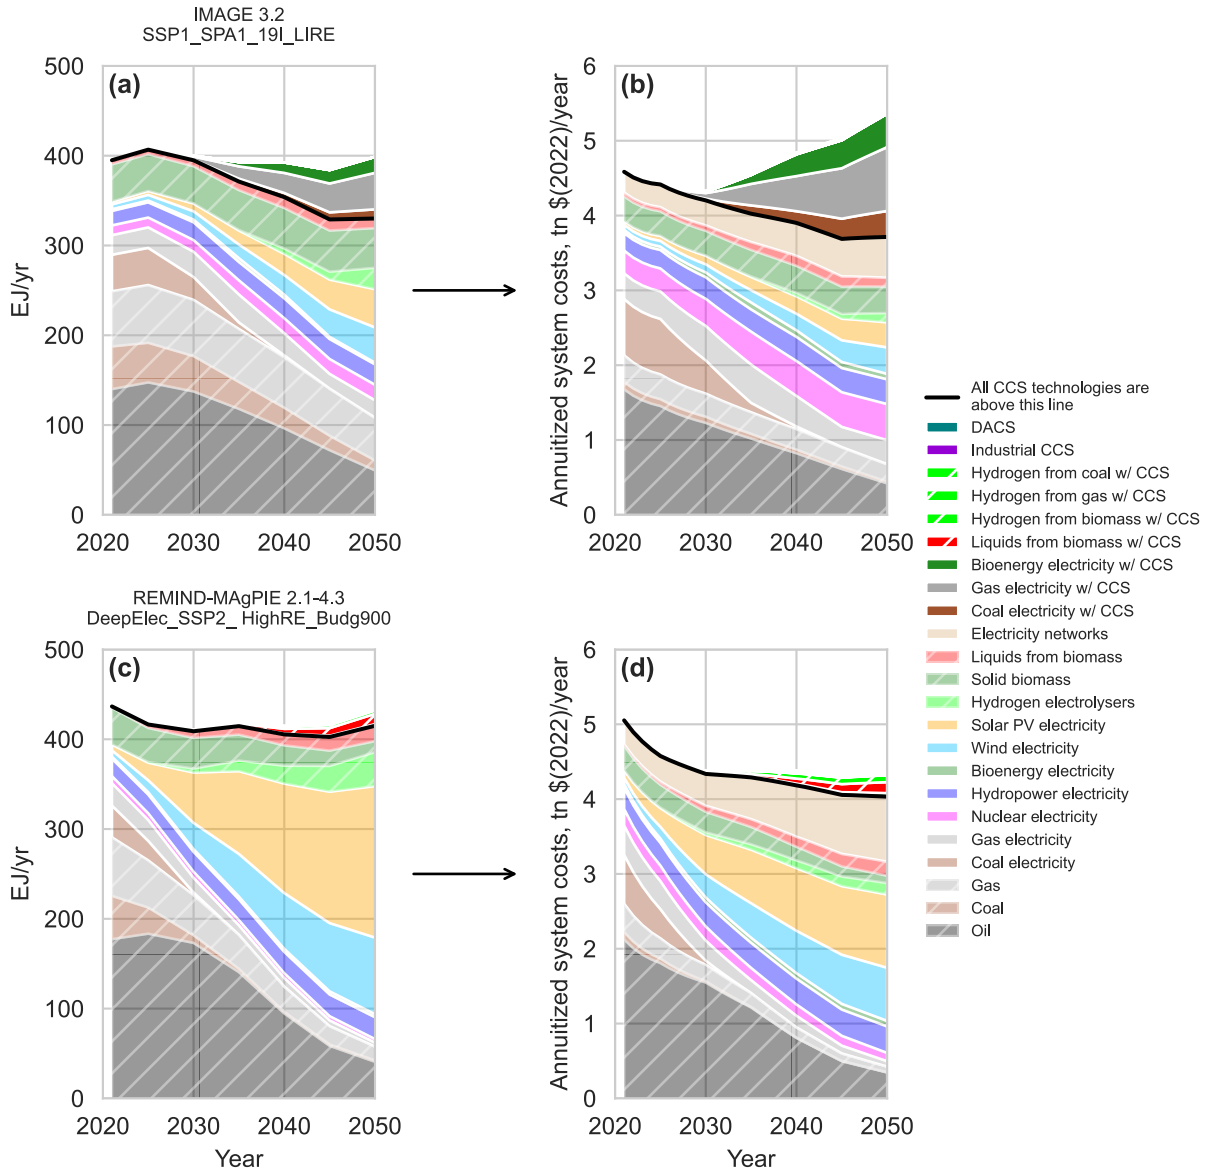 IMAGE 3.2
SSP1_SPA1_19I_LIRE
(a)
EJ/yr
500
400
300
200
100
0
2020 2030 2040 2050
(b)
Annuitized system costs, tn $(2022)/year
6
5
4
3
2
1
0
2020 2030 2040 2050
REMIND-MAgPIE 2.1-4.3
DeepElec_SSP2_ HighRE_Budg900
(c)
EJ/yr
500
400
300
200
100
0
2020 2030 2040 2050
Year
(d)
Annuitized system costs, tn $(2022)/year
6
5
4
3
2
1
0
2020 2030 2040 2050
Year
All CCS technologies are
above this line
DACS
Industrial CCS
Hydrogen from coal w/ CCS
Hydrogen from gas w/ CCS
Hydrogen from biomass w/ CCS
Liquids from biomass w/ CCS
Bioenergy electricity w/ CCS
Gas electricity w/ CCS
Coal electricity w/ CCS
Electricity networks
Liquids from biomass
Solid biomass
Hydrogen electrolysers
Solar PV electricity
Wind electricity
Bioenergy electricity
Hydropower electricity
Nuclear electricity
Gas electricity
Coal electricity
Gas
Coal
Oil